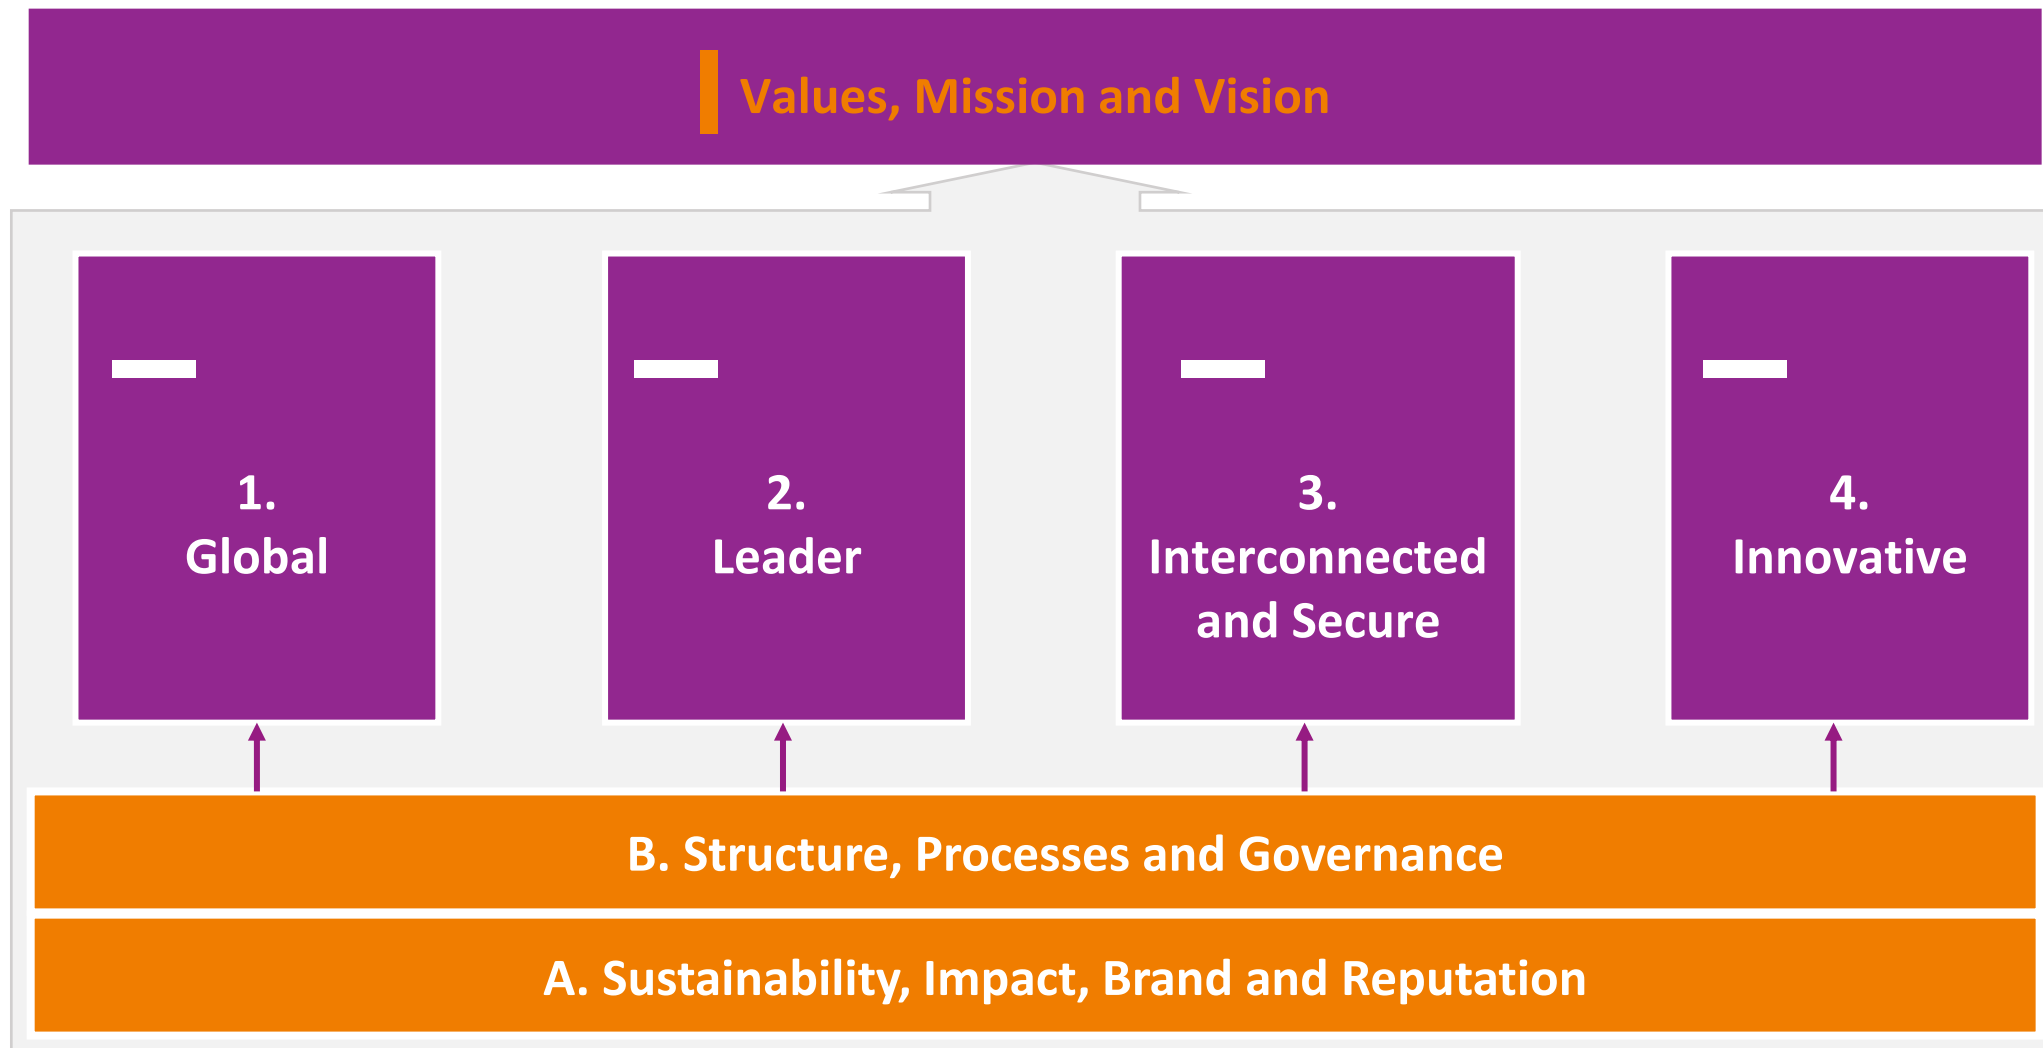 Values, Mission and Vision
1.
Global
2.
Leader
3.
Interconnected
and Secure
4.
Innovative
B. Structure, Processes and Governance
A. Sustainability, Impact, Brand and Reputation